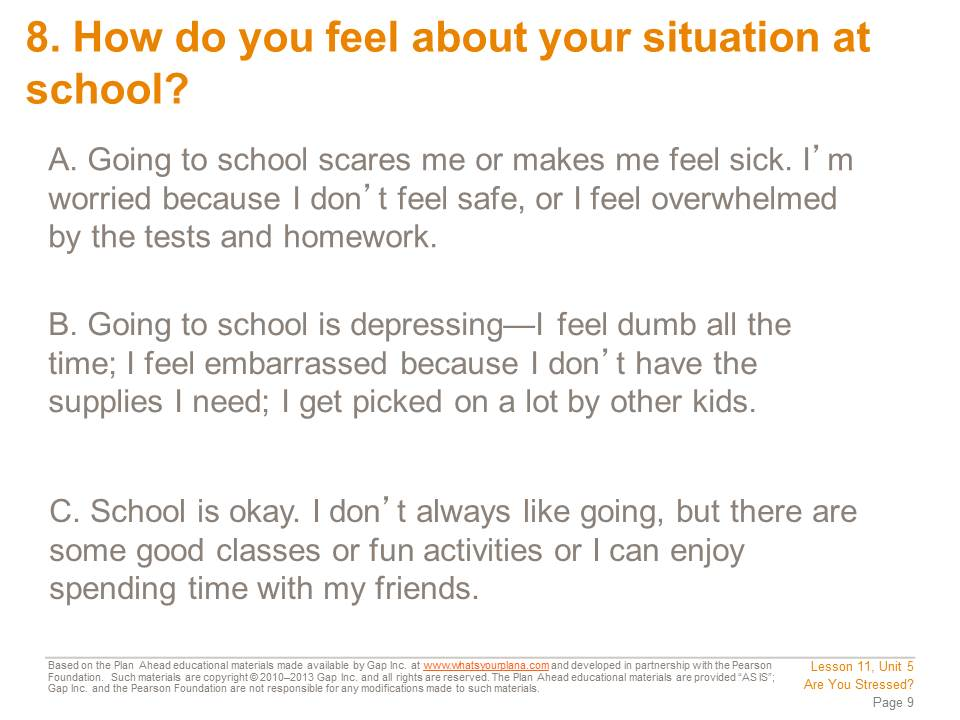 8. How do you feel about your situation at
school?
A. Going to school scares me or makes me feel sick. I’m
worried because I don’t feel safe, or I feel overwhelmed
by the tests and homework.
B. Going to school is depressing—I feel dumb all the
time; I feel embarrassed because I don’t have the
supplies I need; I get picked on a lot by other kids.
C. School is okay. I don’t always like going, but there are
some good classes or fun activities or I can enjoy
spending time with my friends.
Based on the Plan Ahead educational materials made available by Gap Inc. at www.whatsyourplana.com and developed in partnership with the Pearson
Foundation. Such materials are copyright © 2010–2013 Gap Inc. and all rights are reserved. The Plan Ahead educational materials are provided “AS IS”;
Gap Inc. and the Pearson Foundation are not responsible for any modifications made to such materials.
Lesson 11, Unit 5
Are You Stressed?
Page 9